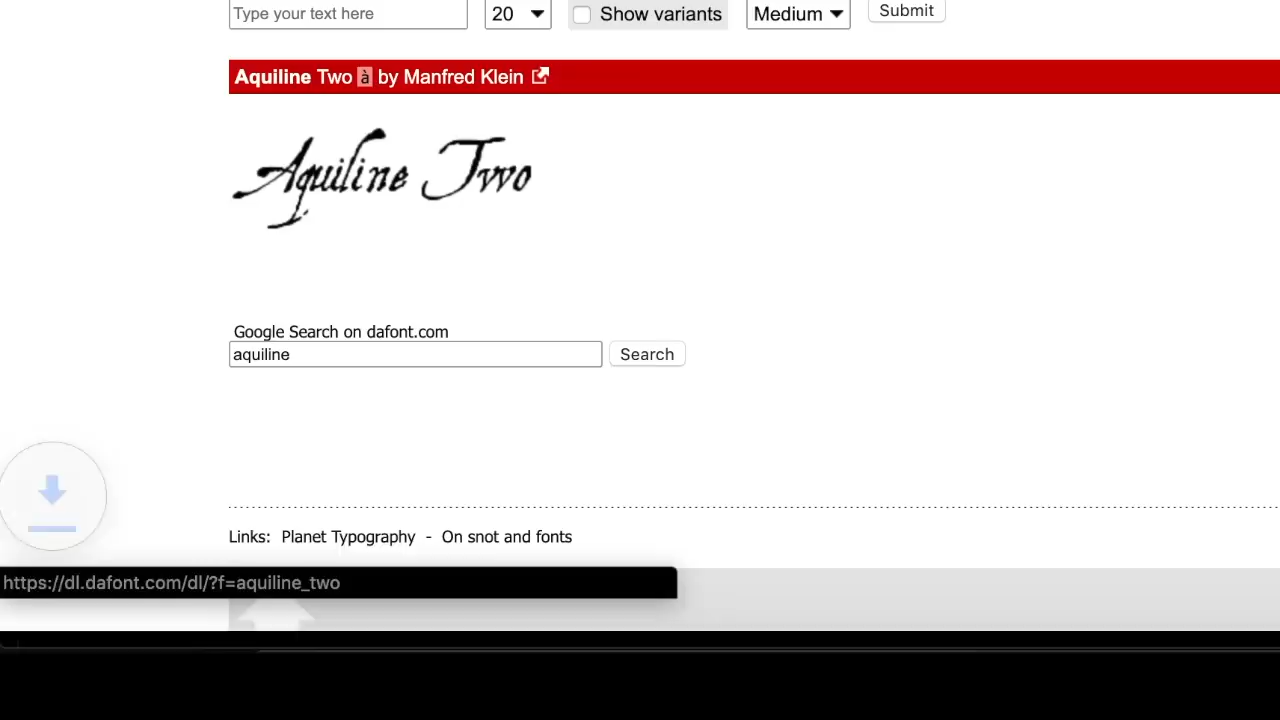 Type your text here 20 Show variants Medium Submit
Aquiline Two à by Manfred Klein
Aquiline Two
Google Search on dafont.com
aquiline Search
Links: Planet Typography - On snot and fonts
https://dl.dafont.com/dl/?f=aquiline_two